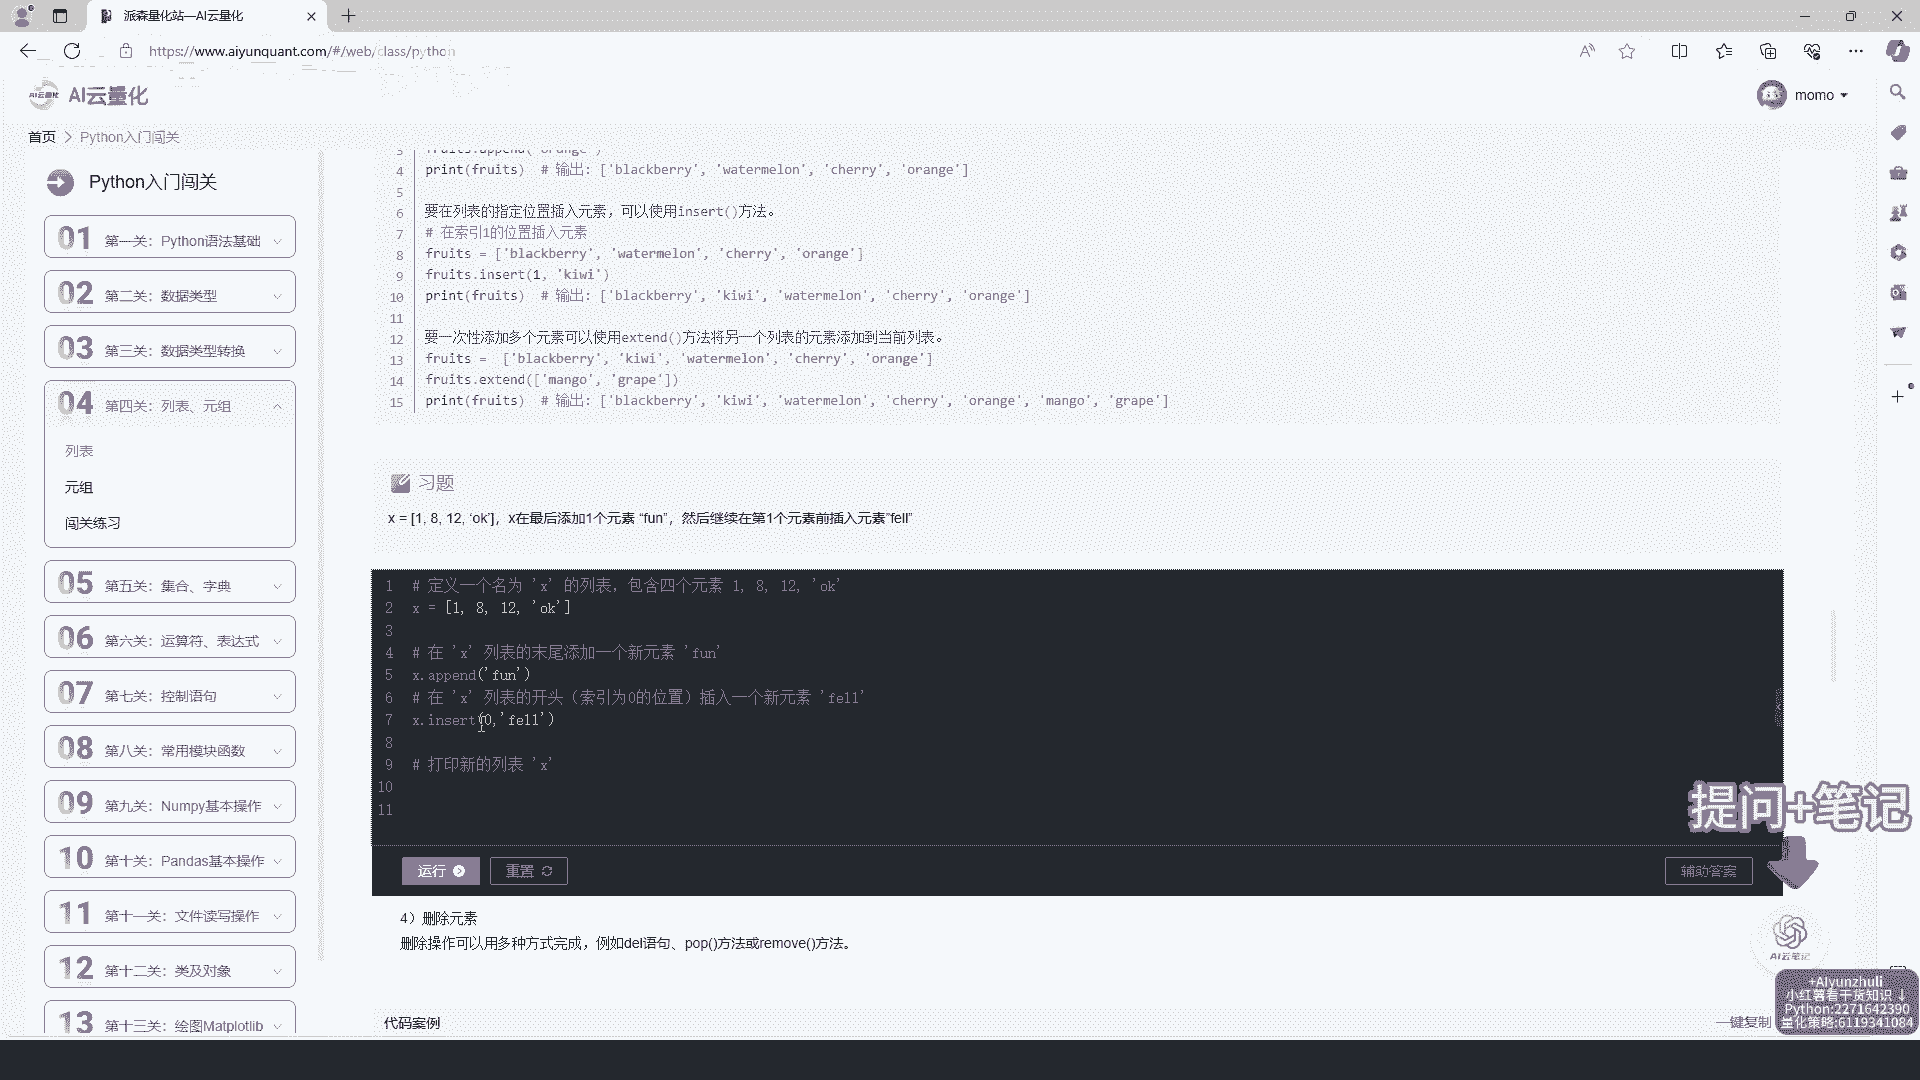 派森量化站—AI云量化
https://www.aiyunquant.com/#/web/class/python
AI云量化
AI云量化
momo
首页 > Python入门闯关
Python入门闯关
01 第一关：Python语法基础
02 第二关：数据类型
03 第三关：数据类型转换
04 第四关：列表、元组
列表
元组
闯关练习
05 第五关：集合、字典
06 第六关：运算符、表达式
07 第七关：控制语句
08 第八关：常用模块函数
09 第九关：Numpy基本操作
10 第十关：Pandas基本操作
11 第十一关：文件读写操作
12 第十二关：类及对象
13 第十三关：绘图Matplotlib
3 fruits.append('orange')
4 print(fruits)  # 输出: ['blackberry', 'watermelon', 'cherry', 'orange']
5
6 要在列表的指定位置插入元素，可以使用insert()方法。
7 # 在索引1的位置插入元素
8 fruits = ['blackberry', 'watermelon', 'cherry', 'orange']
9 fruits.insert(1, 'kiwi')
10 print(fruits)  # 输出: ['blackberry', 'kiwi', 'watermelon', 'cherry', 'orange']
11
12 要一次性添加多个元素可以使用extend()方法将另一个列表的元素添加到当前列表。
13 fruits =  ['blackberry', 'kiwi', 'watermelon', 'cherry', 'orange']
14 fruits.extend(['mango', 'grape'])
15 print(fruits)  # 输出: ['blackberry', 'kiwi', 'watermelon', 'cherry', 'orange', 'mango', 'grape']
习题
x = [1, 8, 12, ‘ok’]，x在最后添加1个元素 “fun”，然后继续在第1个元素前插入元素”fell”
1 # 定义一个名为 'x' 的列表，包含四个元素 1, 8, 12, 'ok'
2 x = [1, 8, 12, 'ok']
3
4 # 在 'x' 列表的末尾添加一个新元素 'fun'
5 x.append('fun')
6 # 在 'x' 列表的开头（索引为0的位置）插入一个新元素 'fell'
7 x.insert(0,'fell')
8
9 # 打印新的列表 'x'
10
11
运行
重置
辅助答案
4）删除元素
删除操作可以用多种方式完成，例如del语句、pop()方法或remove()方法。
代码案例
一键复制
提问+笔记
AI云笔记
+AIyunzhuli
小红薯看干货知识 ↓
Python:2271642390
量化策略:6119341084